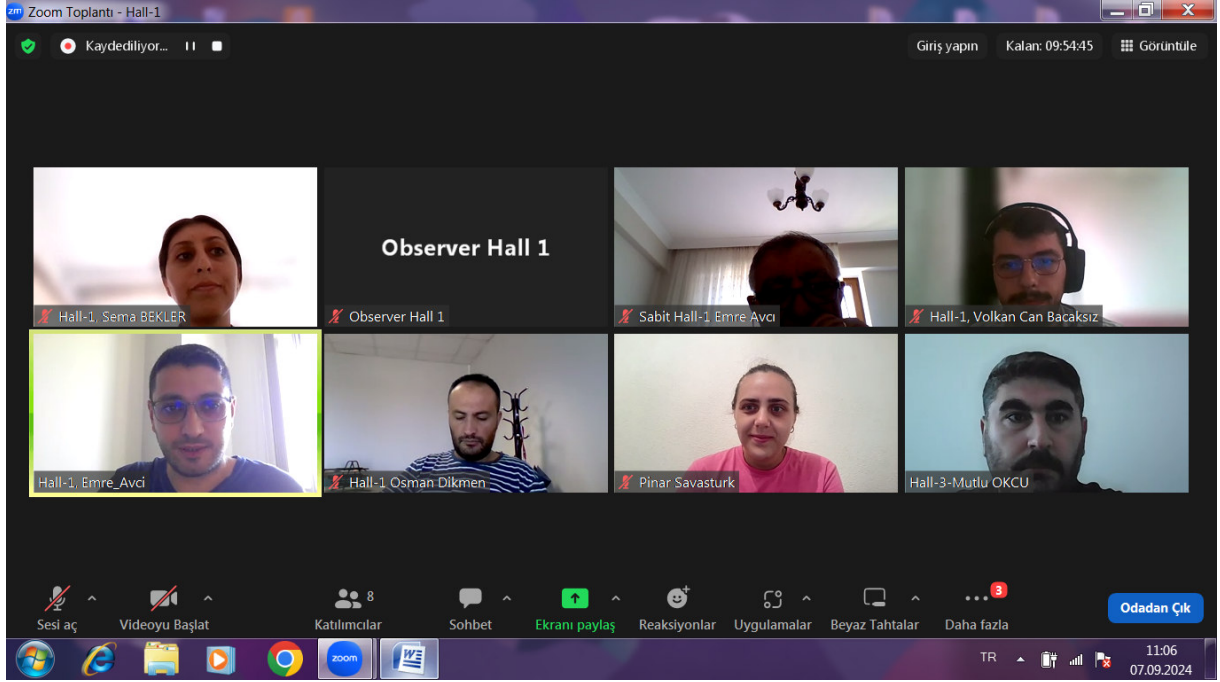 zm Zoom Toplantı - Hall-1
Kaydediliyor...
Giriş yapın
Kalan: 09:54:45
Görüntüle
Hall-1, Sema BEKLER
Observer Hall 1
Observer Hall 1
Sabit Hall-1 Emre Avcı
Hall-1, Volkan Can Bacaksız
Hall-1, Emre_Avci
Hall-1 Osman Dikmen
Pinar Savasturk
Hall-3-Mutlu OKCU
Sesi aç
Videoyu Başlat
8
Katılımcılar
Sohbet
Ekranı paylaş
Reaksiyonlar
Uygulamalar
Beyaz Tahtalar
3
Daha fazla
Odadan Çık
zoom
W
TR
11:06
07.09.2024